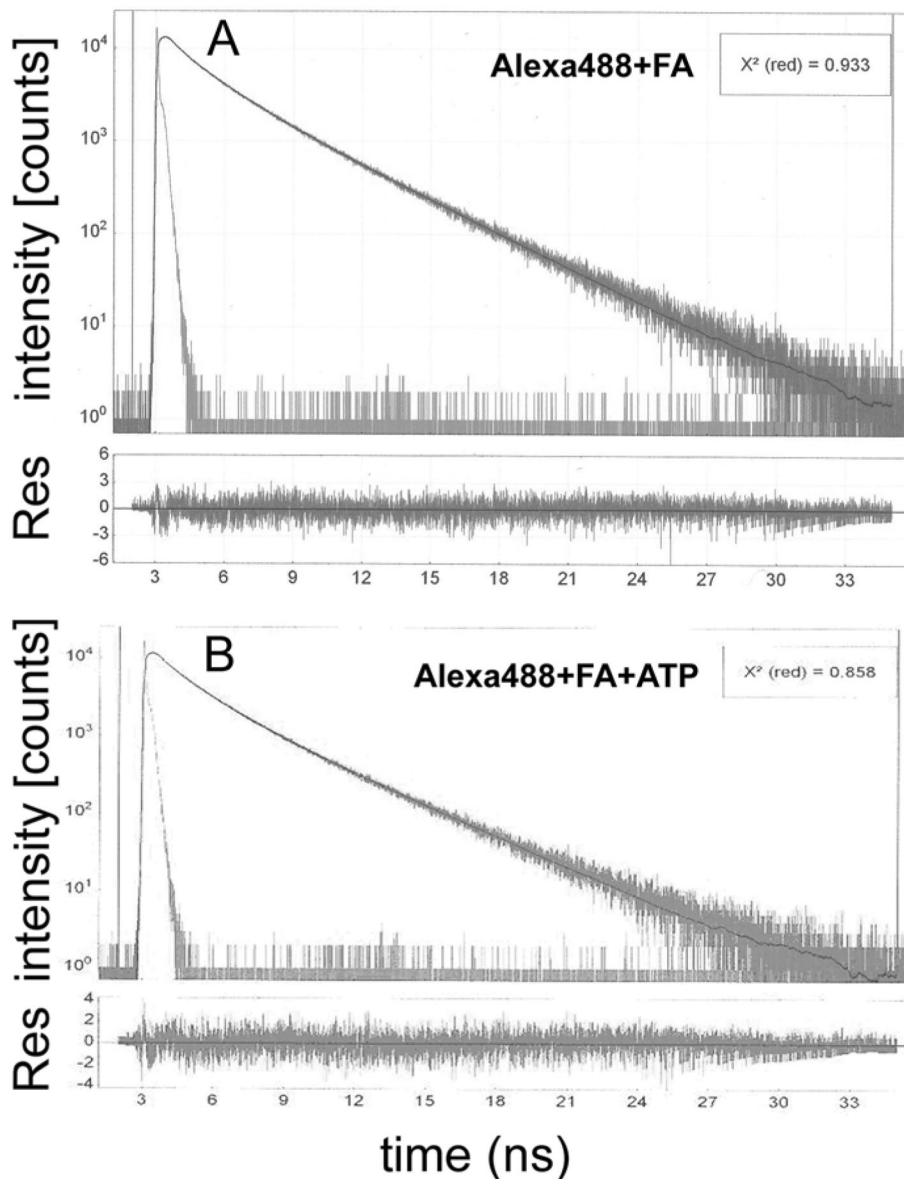 A
Alexa488+FA
X² (red) = 0.933
intensity [counts]
10⁴
10³
10²
10¹
10⁰
Res
6
3
0
-3
-6
3 6 9 12 15 18 21 24 27 30 33
B
Alexa488+FA+ATP
X² (red) = 0.858
intensity [counts]
10⁴
10³
10²
10¹
10⁰
Res
4
2
0
-2
-4
3 6 9 12 15 18 21 24 27 30 33
time (ns)